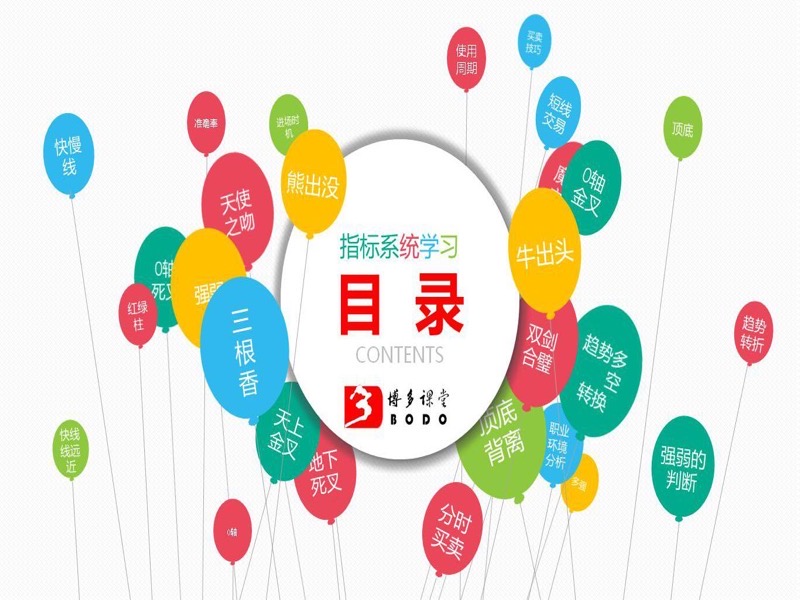 指标系统学习
目录
CONTENTS
博多课堂
BODO
快慢
线
准确率
进场时
机
熊出没
天使
之吻
0轴
死叉
强弱
红绿
柱
三
根
香
天上
金叉
地下
死叉
快线
线远
近
0轴
使用
周期
买卖
技巧
短线
交易
0轴
金叉
顶底
牛出头
双剑
合璧
趋势多
空
转换
趋势
转折
顶底
背离
职业
环境
分析
多懂
强弱的
判断
分时
买卖